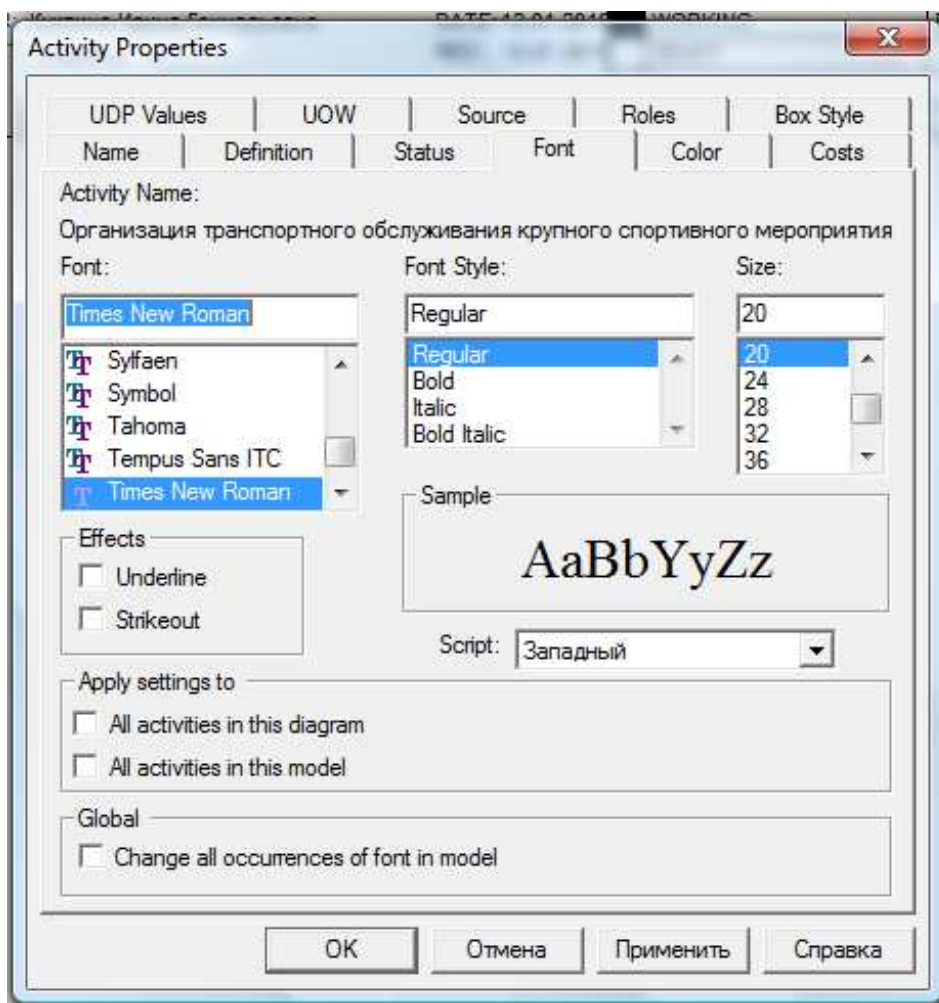 DATE: WORKING
Activity Properties
UDP Values UOW Source Roles Box Style
Name Definition Status Font Color Costs
Activity Name:
Организация транспортного обслуживания крупного спортивного мероприятия
Font: Font Style: Size:
Times New Roman Regular 20
Sylfaen Regular 20
Symbol Bold 24
Tahoma Italic 28
Tempus Sans ITC Bold Italic 32
Times New Roman 36
Effects Sample
Underline AaBbYyZz
Strikeout
Script: Западный
Apply settings to
All activities in this diagram
All activities in this model
Global
Change all occurrences of font in model
OK Отмена Применить Справка